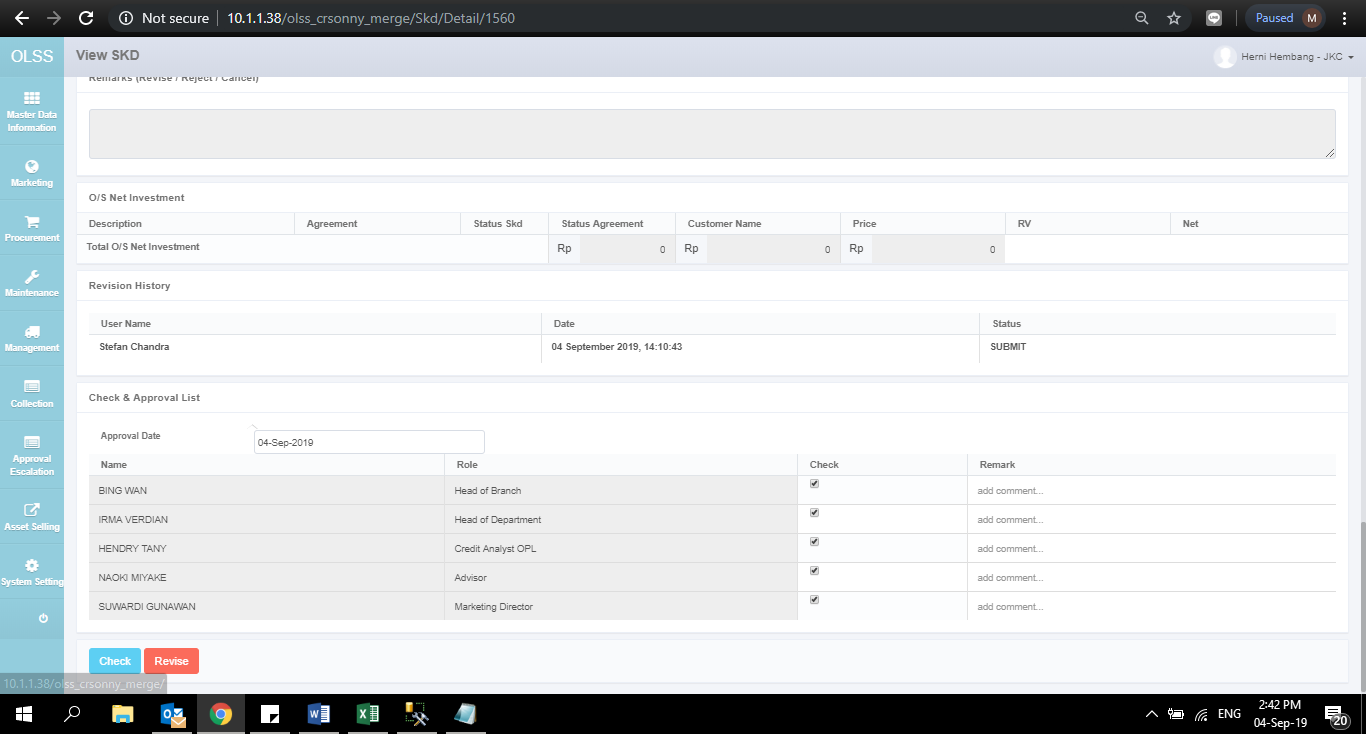 Not secure 10.1.1.38/olss_crsonny_merge/Skd/Detail/1560 Paused M
OLSS View SKD Herni Hembang - JKC
Remarks (Revise / Reject / Cancel)
Master Data
Information
Marketing
Procurement
Maintenance
Management
Collection
Approval
Escalation
Asset Selling
System Setting
O/S Net Investment
Description Agreement Status Skd Status Agreement Customer Name Price RV Net
Total O/S Net Investment Rp 0 Rp 0 Rp 0
Revision History
User Name Date Status
Stefan Chandra 04 September 2019, 14:10:43 SUBMIT
Check & Approval List
Approval Date 04-Sep-2019
Name Role Check Remark
BING WAN Head of Branch add comment...
IRMA VERDIAN Head of Department add comment...
HENDRY TANY Credit Analyst OPL add comment...
NAOKI MIYAKE Advisor add comment...
SUWARDI GUNAWAN Marketing Director add comment...
Check Revise
10.1.1.38/olss_crsonny_merge/
ENG 2:42 PM
04-Sep-19 20